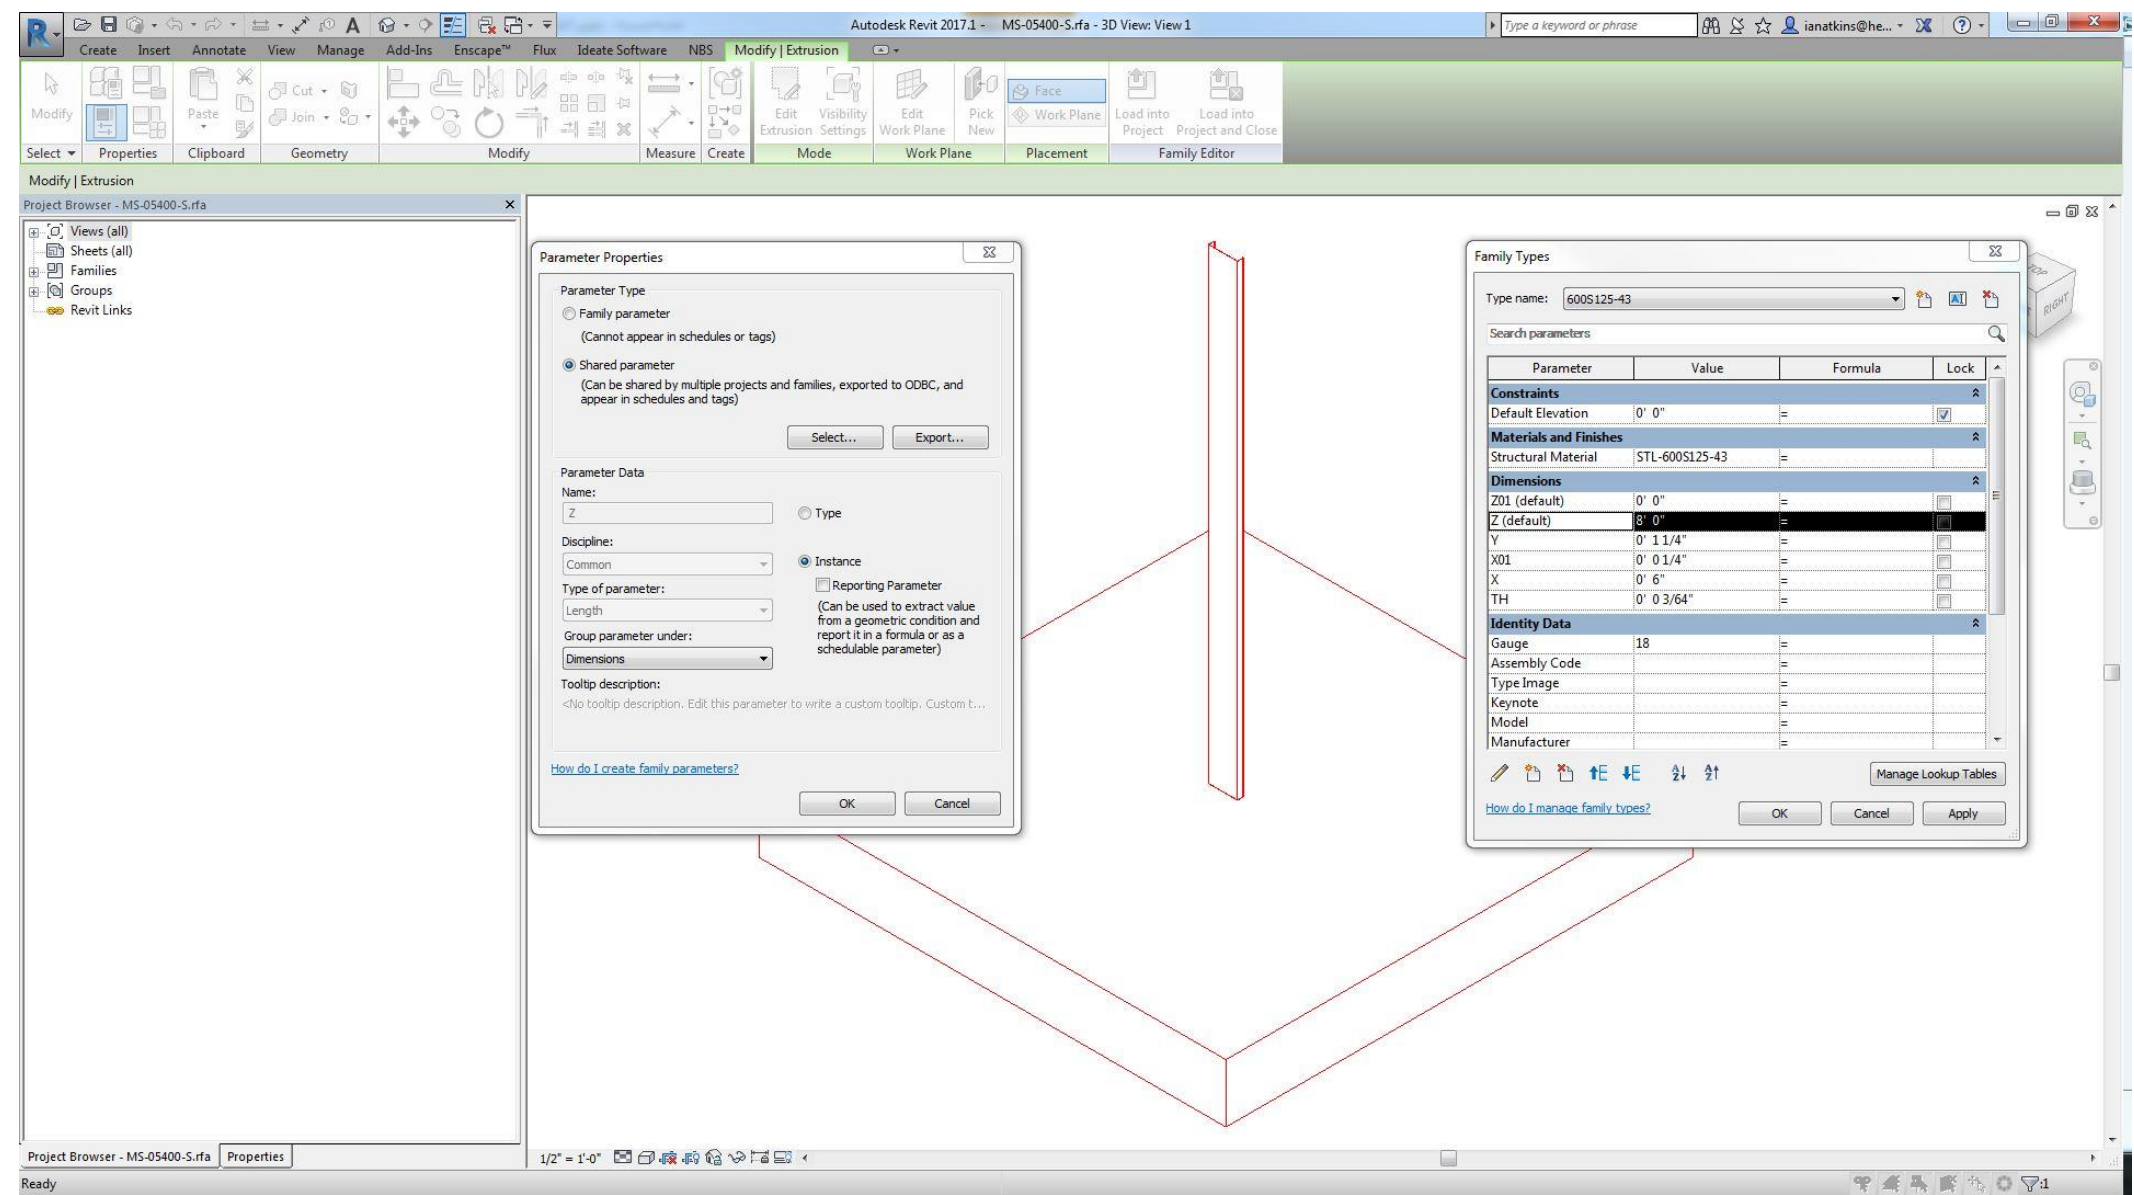 Autodesk Revit 2017.1 - MS-05400-S.rfa - 3D View: View 1
Type a keyword or phrase
ianatkins@he...
Create Insert Annotate View Manage Add-Ins Enscape™ Flux Ideate Software NBS Modify | Extrusion
Modify
Paste
Cut
Join
Edit Extrusion
Visibility Settings
Edit Work Plane
Pick New
Face
Work Plane
Load into Project
Load into Project and Close
Select Properties Clipboard Geometry Modify Measure Create Mode Work Plane Placement Family Editor
Modify | Extrusion
Project Browser - MS-05400-S.rfa
Views (all)
Sheets (all)
Families
Groups
Revit Links
Parameter Properties
Parameter Type
Family parameter
(Cannot appear in schedules or tags)
Shared parameter
(Can be shared by multiple projects and families, exported to ODBC, and
appear in schedules and tags)
Select... Export...
Parameter Data
Name:
Z
Type
Discipline:
Common
Instance
Type of parameter:
Reporting Parameter
Length
(Can be used to extract value
from a geometric condition and
report it in a formula or as a
schedulable parameter)
Group parameter under:
Dimensions
Tooltip description:
<No tooltip description. Edit this parameter to write a custom tooltip. Custom t...
How do I create family parameters?
OK Cancel
Family Types
Type name: 600S125-43
Search parameters
Parameter Value Formula Lock
Constraints
Default Elevation 0' 0" =
Materials and Finishes
Structural Material STL-600S125-43 =
Dimensions
Z01 (default) 0' 0" =
Z (default) 8' 0" =
Y 0' 1 1/4" =
X01 0' 0 1/4" =
X 0' 6" =
TH 0' 0 3/64" =
Identity Data
Gauge 18 =
Assembly Code =
Type Image =
Keynote =
Model =
Manufacturer =
Manage Lookup Tables
How do I manage family types?
OK Cancel Apply
TOP
RIGHT
Project Browser - MS-05400-S.rfa Properties
1/2" = 1'-0"
Ready
:1